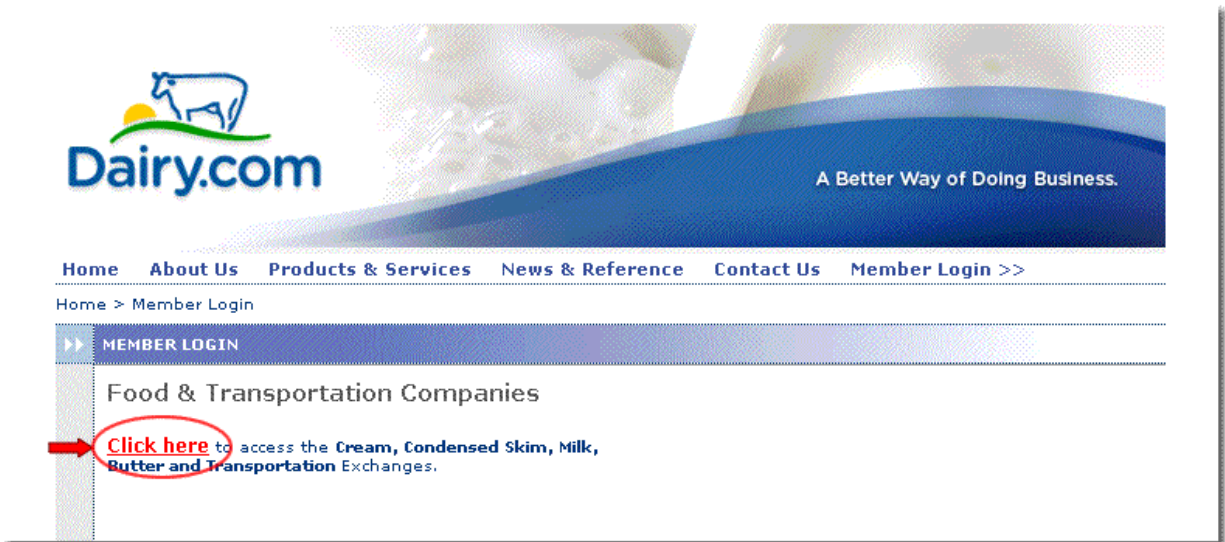 Dairy.com
A Better Way of Doing Business.
Home About Us Products & Services News & Reference Contact Us Member Login >>
Home > Member Login
MEMBER LOGIN
Food & Transportation Companies
Click here to access the Cream, Condensed Skim, Milk,
Butter and Transportation Exchanges.